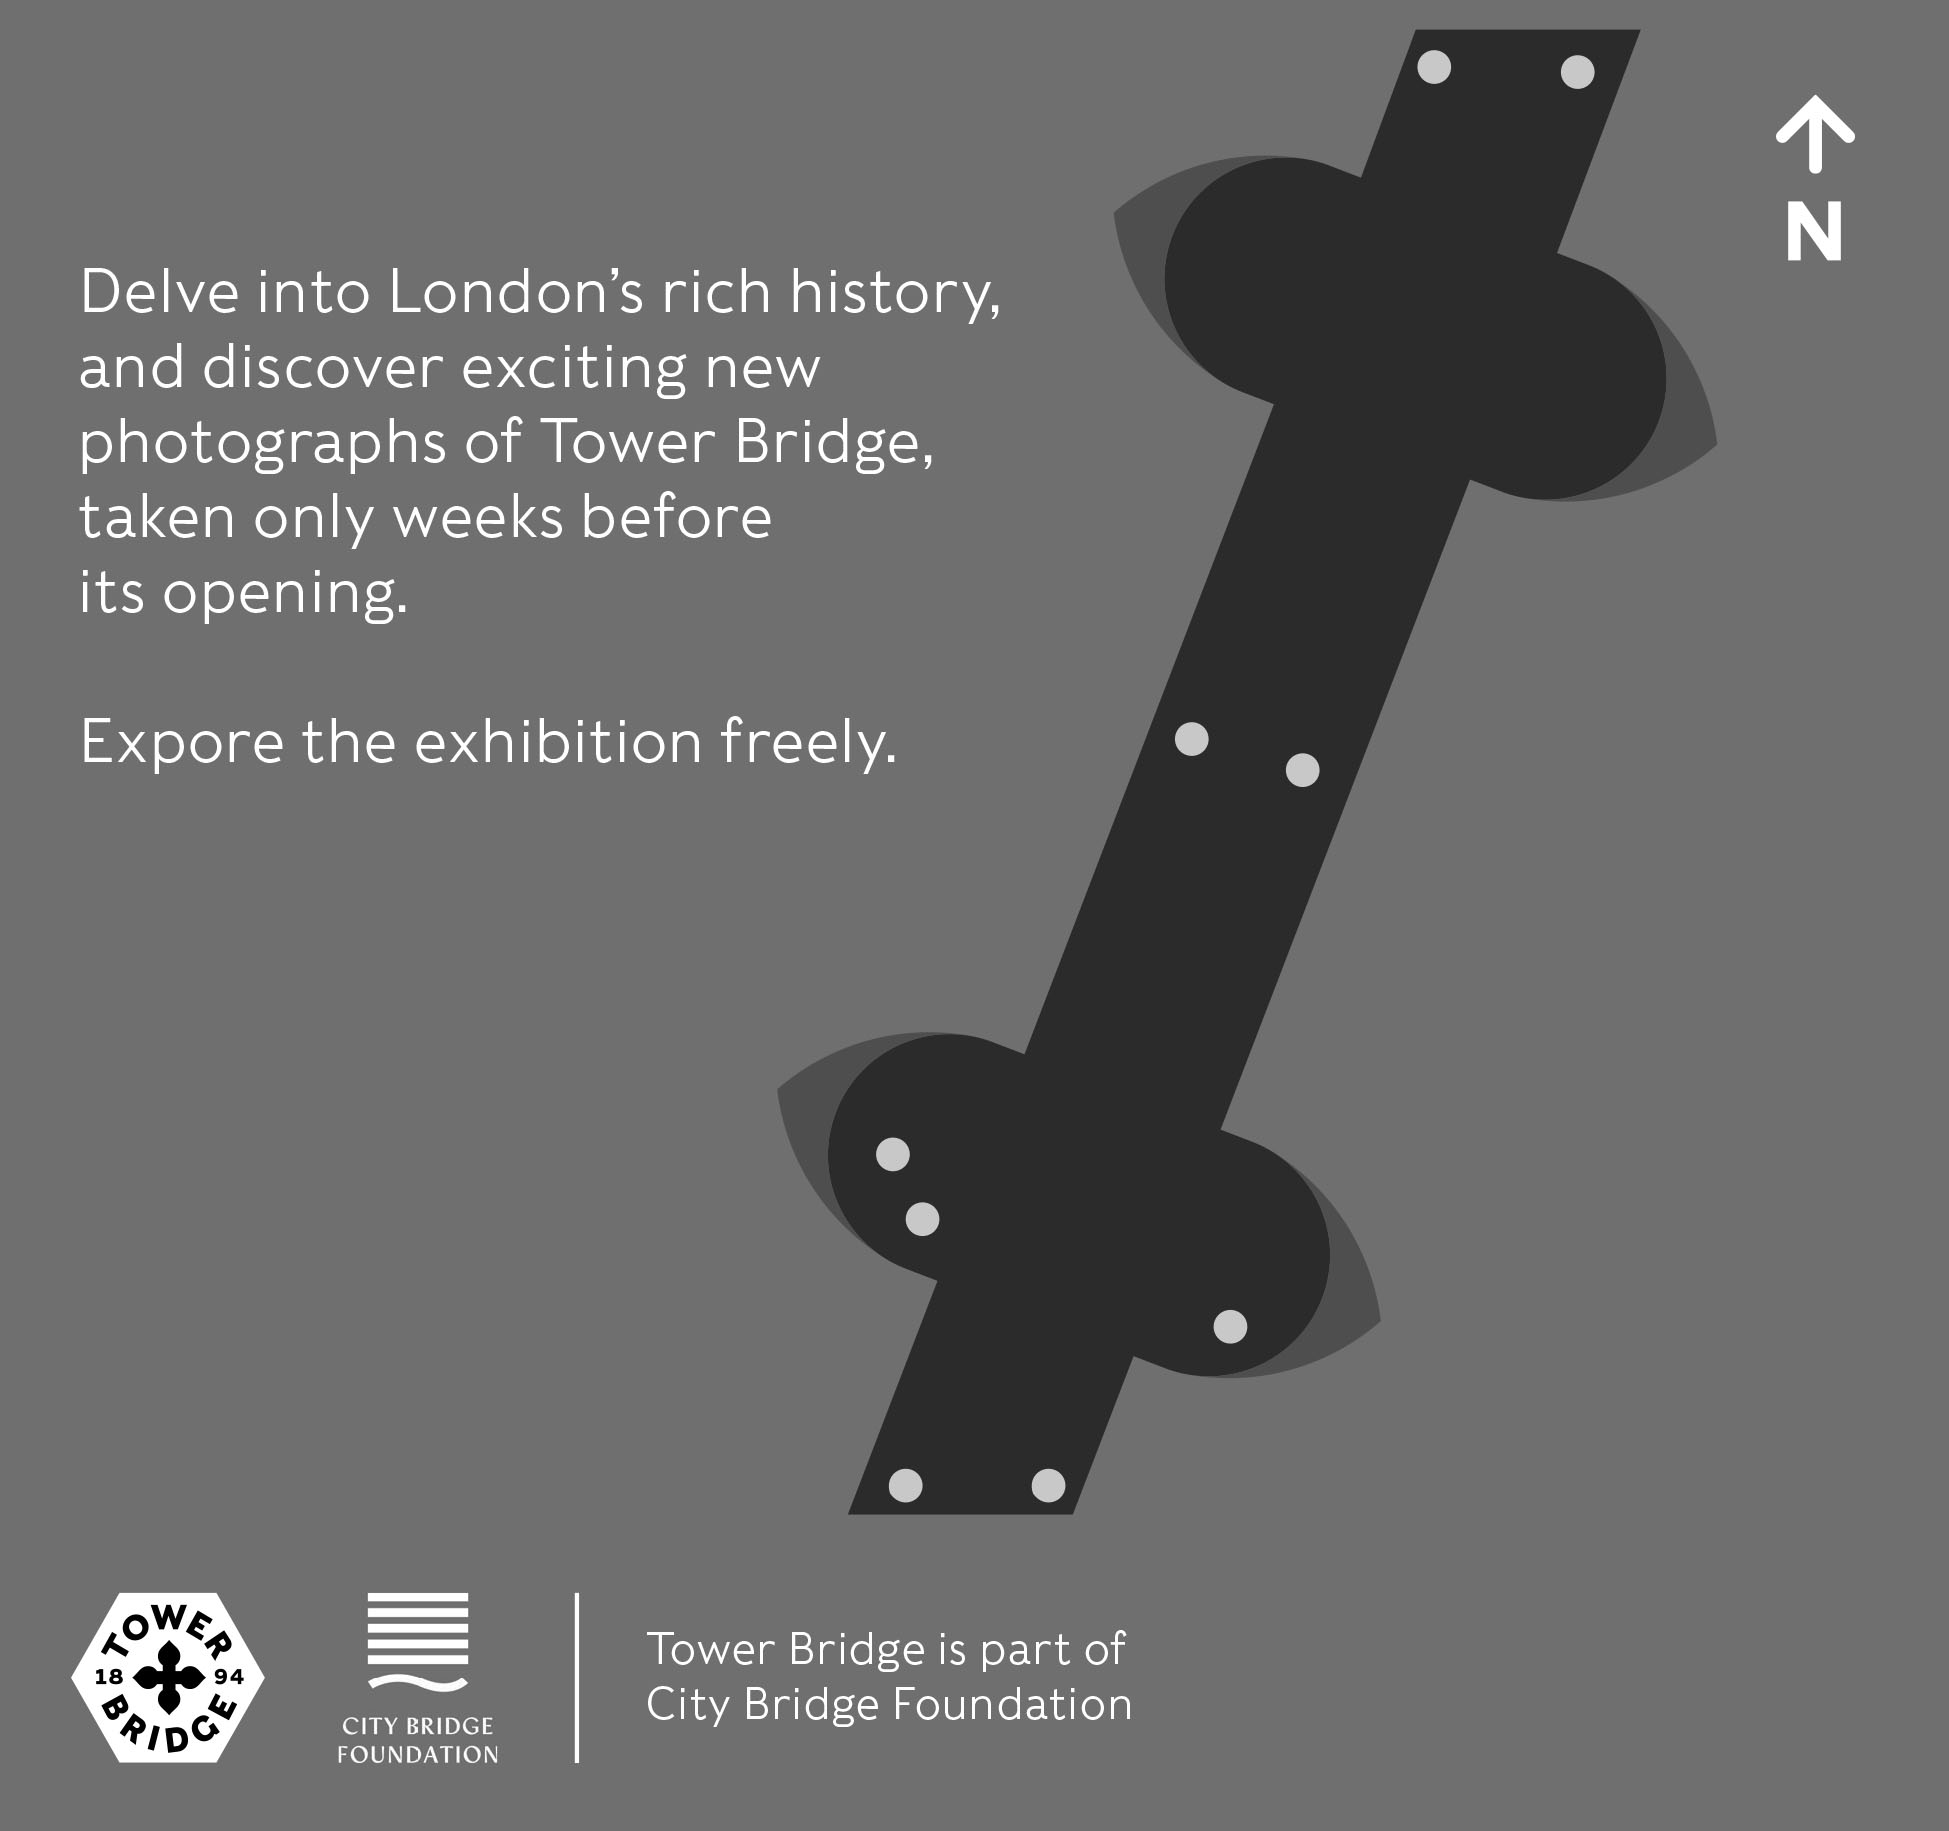 N
Delve into London’s rich history,
and discover exciting new
photographs of Tower Bridge,
taken only weeks before
its opening.
Expore the exhibition freely.
TOWER
18 94
BRIDGE
CITY BRIDGE
FOUNDATION
Tower Bridge is part of
City Bridge Foundation